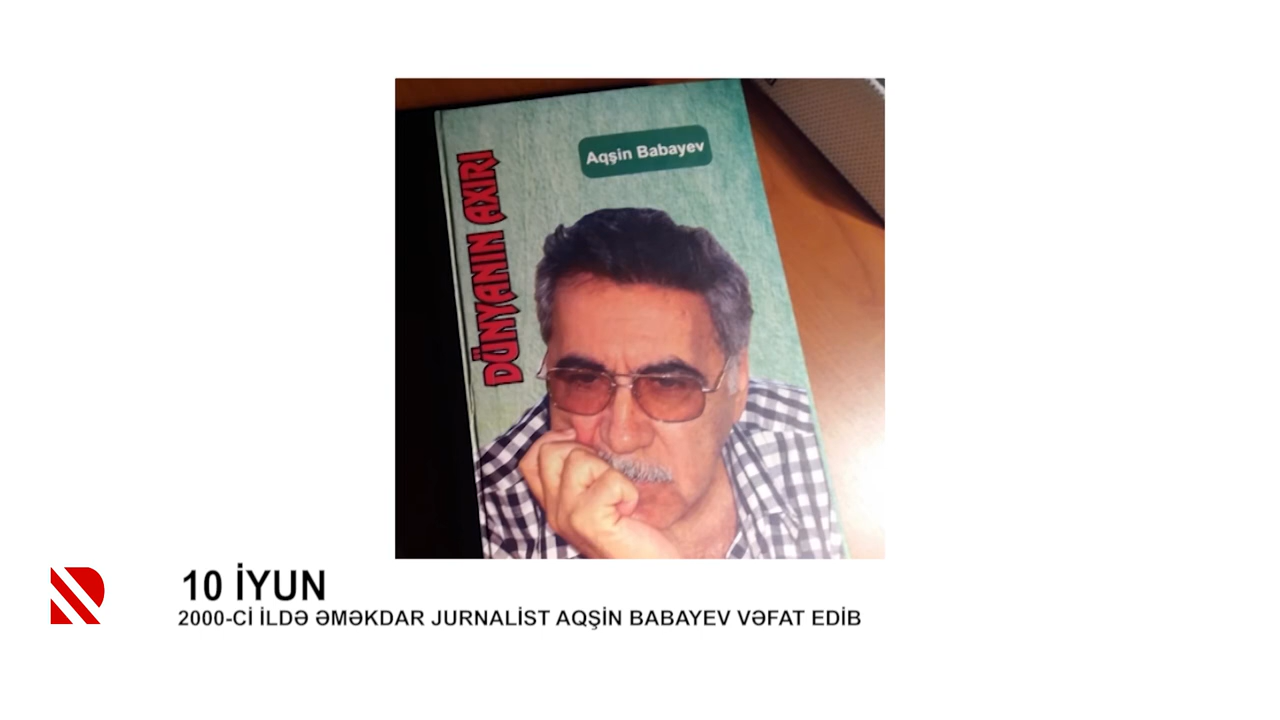 Aqşin Babayev
DÜNYANIN AXIRI
10 İYUN
2000-Cİ İLDƏ ƏMƏKDAR JURNALİST AQŞİN BABAYEV VƏFAT EDİB